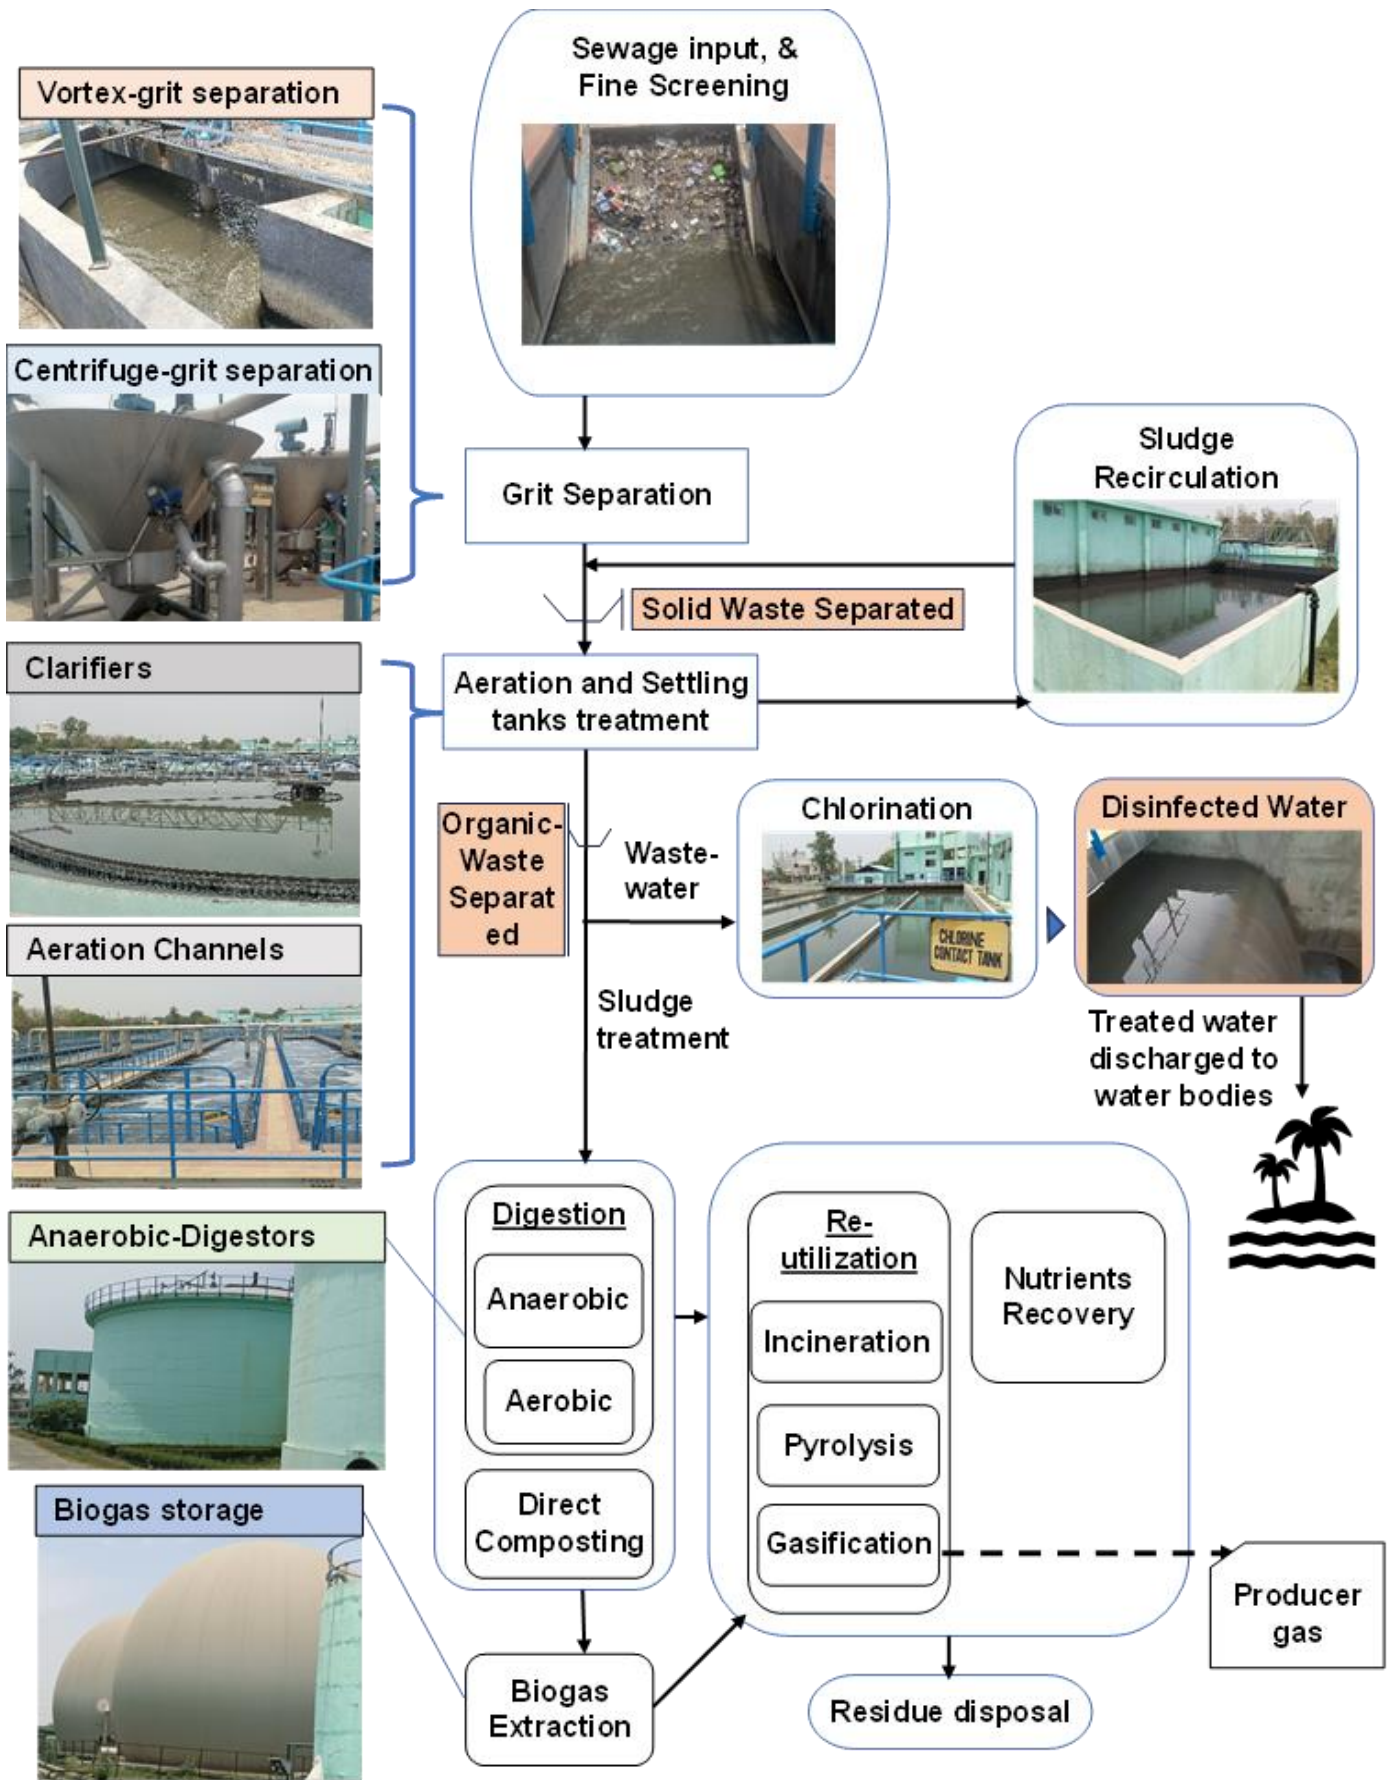 Sewage input, &
Fine Screening
Vortex-grit separation
Centrifuge-grit separation
Grit Separation
Sludge
Recirculation
Solid Waste Separated
Clarifiers
Aeration and Settling
tanks treatment
Organic-
Waste
Separat
ed
Waste-
water
Chlorination
CHLORINE
CONTACT TANK
Disinfected Water
Aeration Channels
Sludge
treatment
Treated water
discharged to
water bodies
Anaerobic-Digestors
Digestion
Anaerobic
Aerobic
Direct
Composting
Re-
utilization
Incineration
Pyrolysis
Gasification
Nutrients
Recovery
Biogas storage
Biogas
Extraction
Producer
gas
Residue disposal